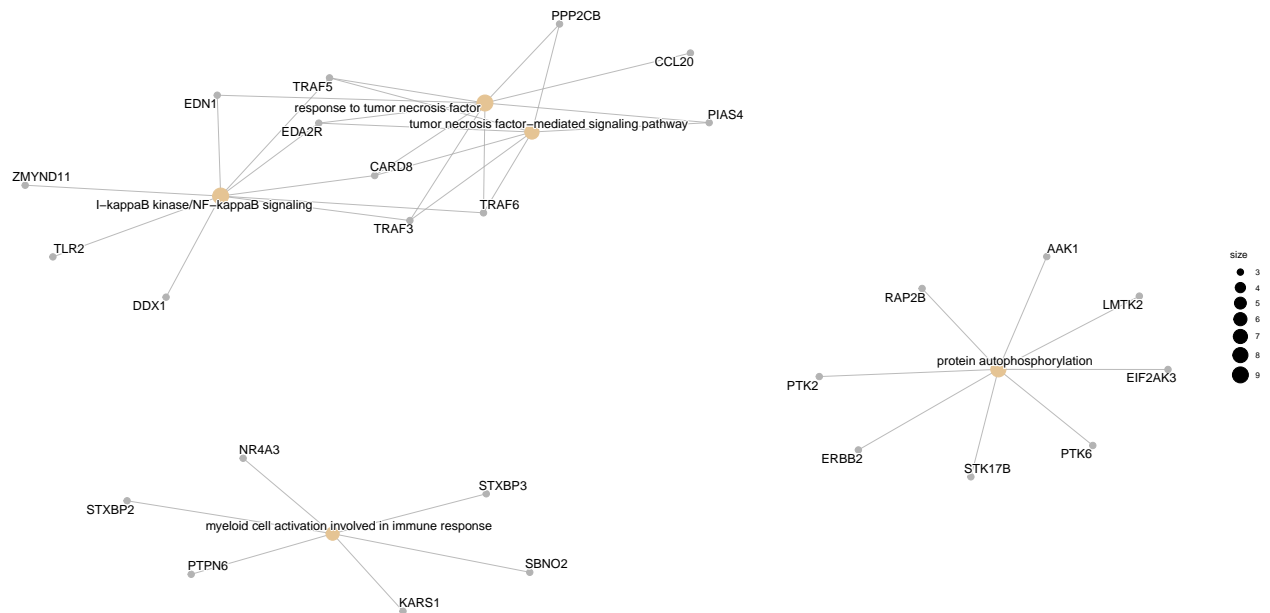 PPP2CB
CCL20
TRAF5
EDN1
response to tumor necrosis factor
PIAS4
tumor necrosis factor−mediated signaling pathway
EDA2R
CARD8
ZMYND11
I−kappaB kinase/NF−kappaB signaling
TRAF6
TRAF3
TLR2
DDX1
AAK1
size
3
RAP2B
4
LMTK2
5
6
7
protein autophosphorylation
8
EIF2AK3
9
PTK2
NR4A3
PTK6
ERBB2
STK17B
STXBP3
STXBP2
myeloid cell activation involved in immune response
PTPN6
SBNO2
KARS1